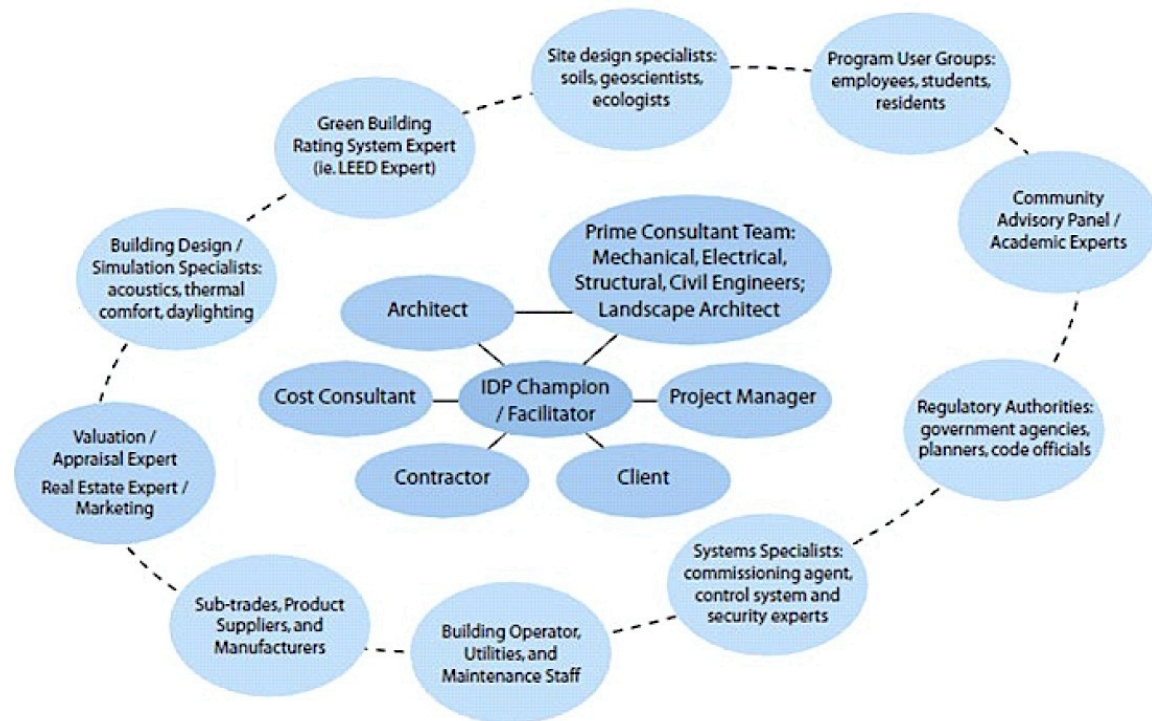 Site design specialists:
soils, geoscientists,
ecologists
Program User Groups:
employees, students,
residents
Green Building
Rating System Expert
(ie. LEED Expert)
Community
Advisory Panel /
Academic Experts
Building Design /
Simulation Specialists:
acoustics, thermal
comfort, daylighting
Prime Consultant Team:
Mechanical, Electrical,
Structural, Civil Engineers;
Landscape Architect
Architect
Cost Consultant
IDP Champion
/ Facilitator
Project Manager
Contractor
Client
Regulatory Authorities:
government agencies,
planners, code officials
Valuation /
Appraisal Expert
Real Estate Expert /
Marketing
Systems Specialists:
commissioning agent,
control system and
security experts
Sub-trades, Product
Suppliers, and
Manufacturers
Building Operator,
Utilities, and
Maintenance Staff